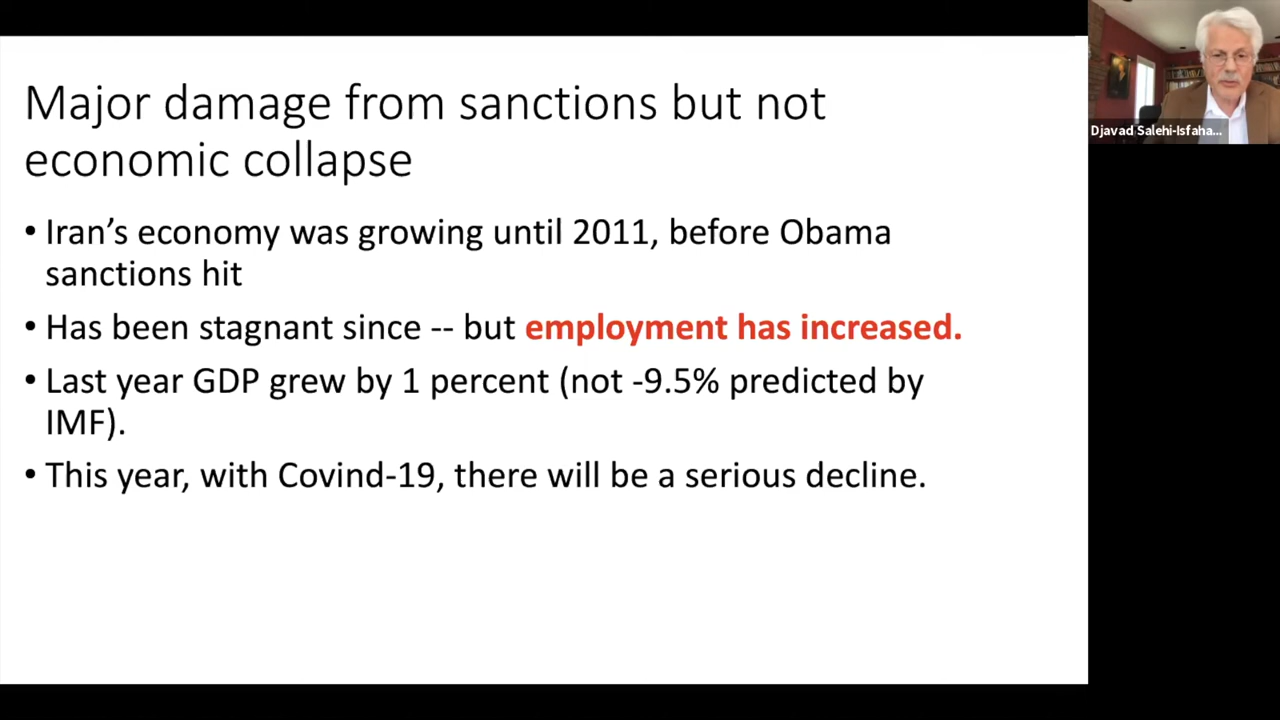 Major damage from sanctions but not
economic collapse
• Iran's economy was growing until 2011, before Obama
sanctions hit
• Has been stagnant since -- but employment has increased.
• Last year GDP grew by 1 percent (not -9.5% predicted by
IMF).
• This year, with Covind-19, there will be a serious decline.
Djavad Salehi-Isfaha...